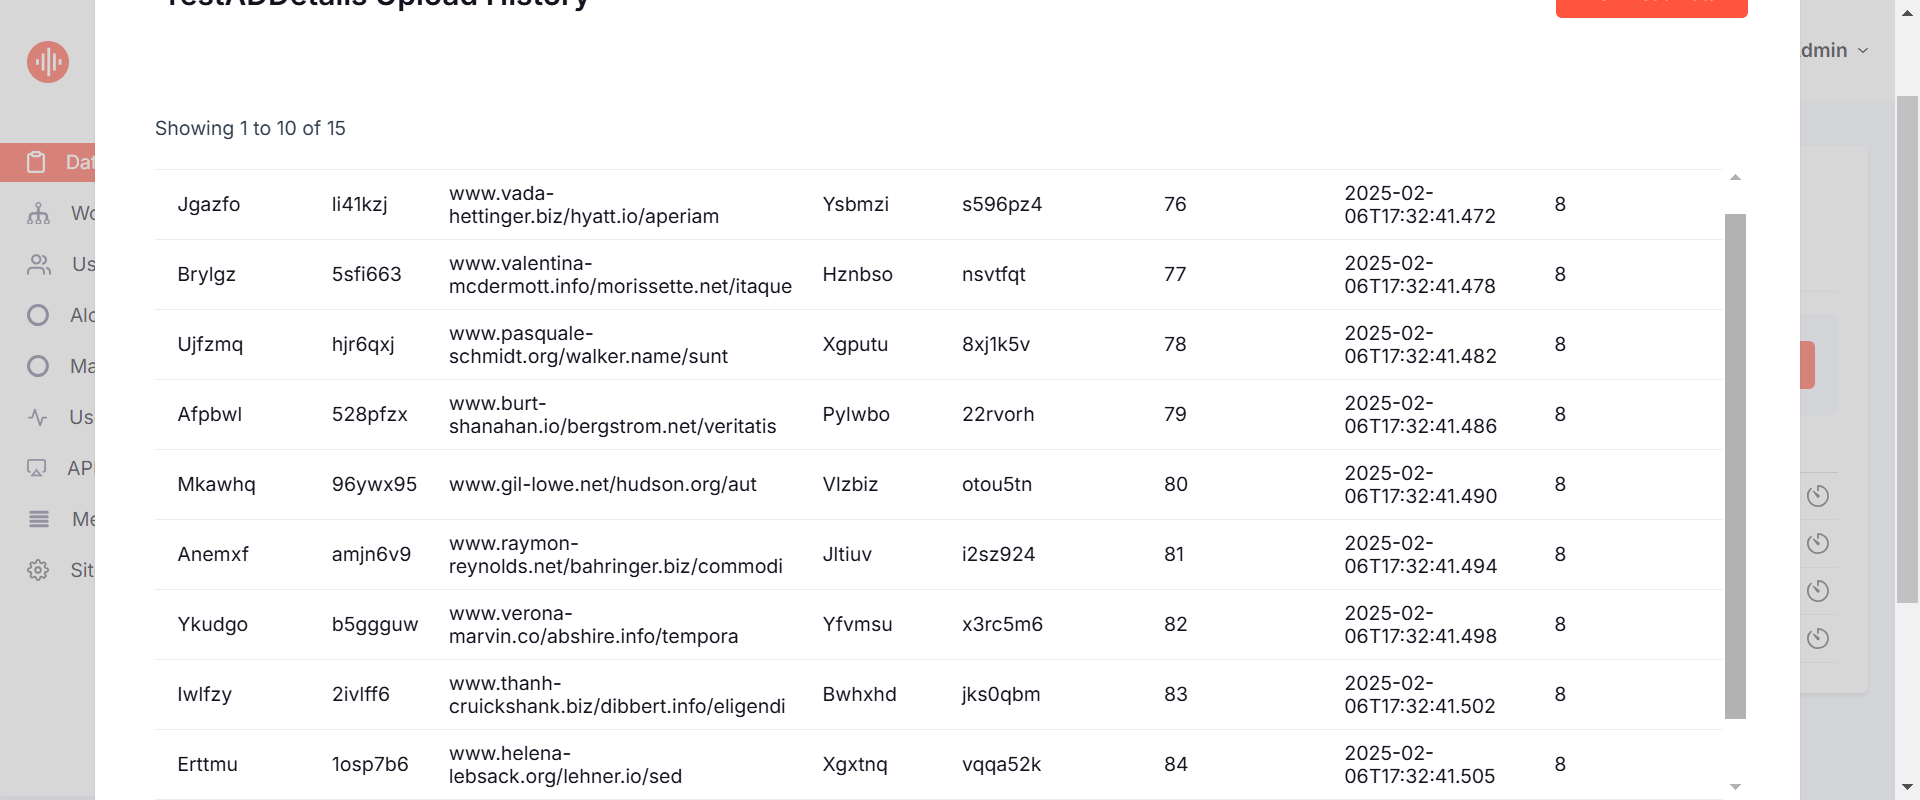 TestADDetails Upload History
dmin
Showing 1 to 10 of 15
Dat
Wo
Us
Alc
Ma
Us
API
Me
Sit
Jgazfo li41kzj www.vada-
hettinger.biz/hyatt.io/aperiam Ysbmzi s596pz4 76 2025-02-
06T17:32:41.472 8
Brylgz 5sfi663 www.valentina-
mcdermott.info/morissette.net/itaque Hznbso nsvtfqt 77 2025-02-
06T17:32:41.478 8
Ujfzmq hjr6qxj www.pasquale-
schmidt.org/walker.name/sunt Xgputu 8xj1k5v 78 2025-02-
06T17:32:41.482 8
Afpbwl 528pfzx www.burt-
shanahan.io/bergstrom.net/veritatis Pylwbo 22rvorh 79 2025-02-
06T17:32:41.486 8
Mkawhq 96ywx95 www.gil-lowe.net/hudson.org/aut Vlzbiz otou5tn 80 2025-02-
06T17:32:41.490 8
Anemxf amjn6v9 www.raymon-
reynolds.net/bahringer.biz/commodi Jltiuv i2sz924 81 2025-02-
06T17:32:41.494 8
Ykudgo b5ggguw www.verona-
marvin.co/abshire.info/tempora Yfvmsu x3rc5m6 82 2025-02-
06T17:32:41.498 8
Iwlfzy 2ivlff6 www.thanh-
cruickshank.biz/dibbert.info/eligendi Bwhxhd jks0qbm 83 2025-02-
06T17:32:41.502 8
Erttmu 1osp7b6 www.helena-
lebsack.org/lehner.io/sed Xgxtnq vqqa52k 84 2025-02-
06T17:32:41.505 8